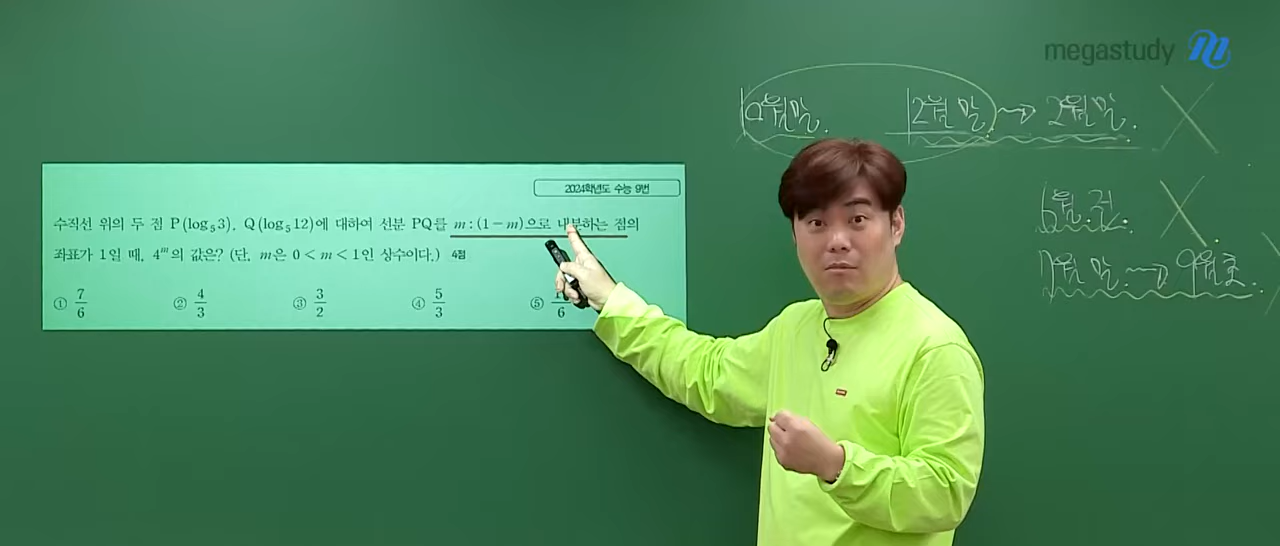 megastudy
10월말. 12월 말. → 2월말.
6월 전.
7월 말. → 9월초.
2024학년도 수능 9번
수직선 위의 두 점 P(log₅3), Q(log₅12)에 대하여 선분 PQ를 m : (1−m)으로 내분하는 점의
좌표가 1일 때, 4ᵐ의 값은? (단, m은 0 < m < 1인 상수이다.) 4점
① 7/6 ② 4/3 ③ 3/2 ④ 5/3 ⑤ /6